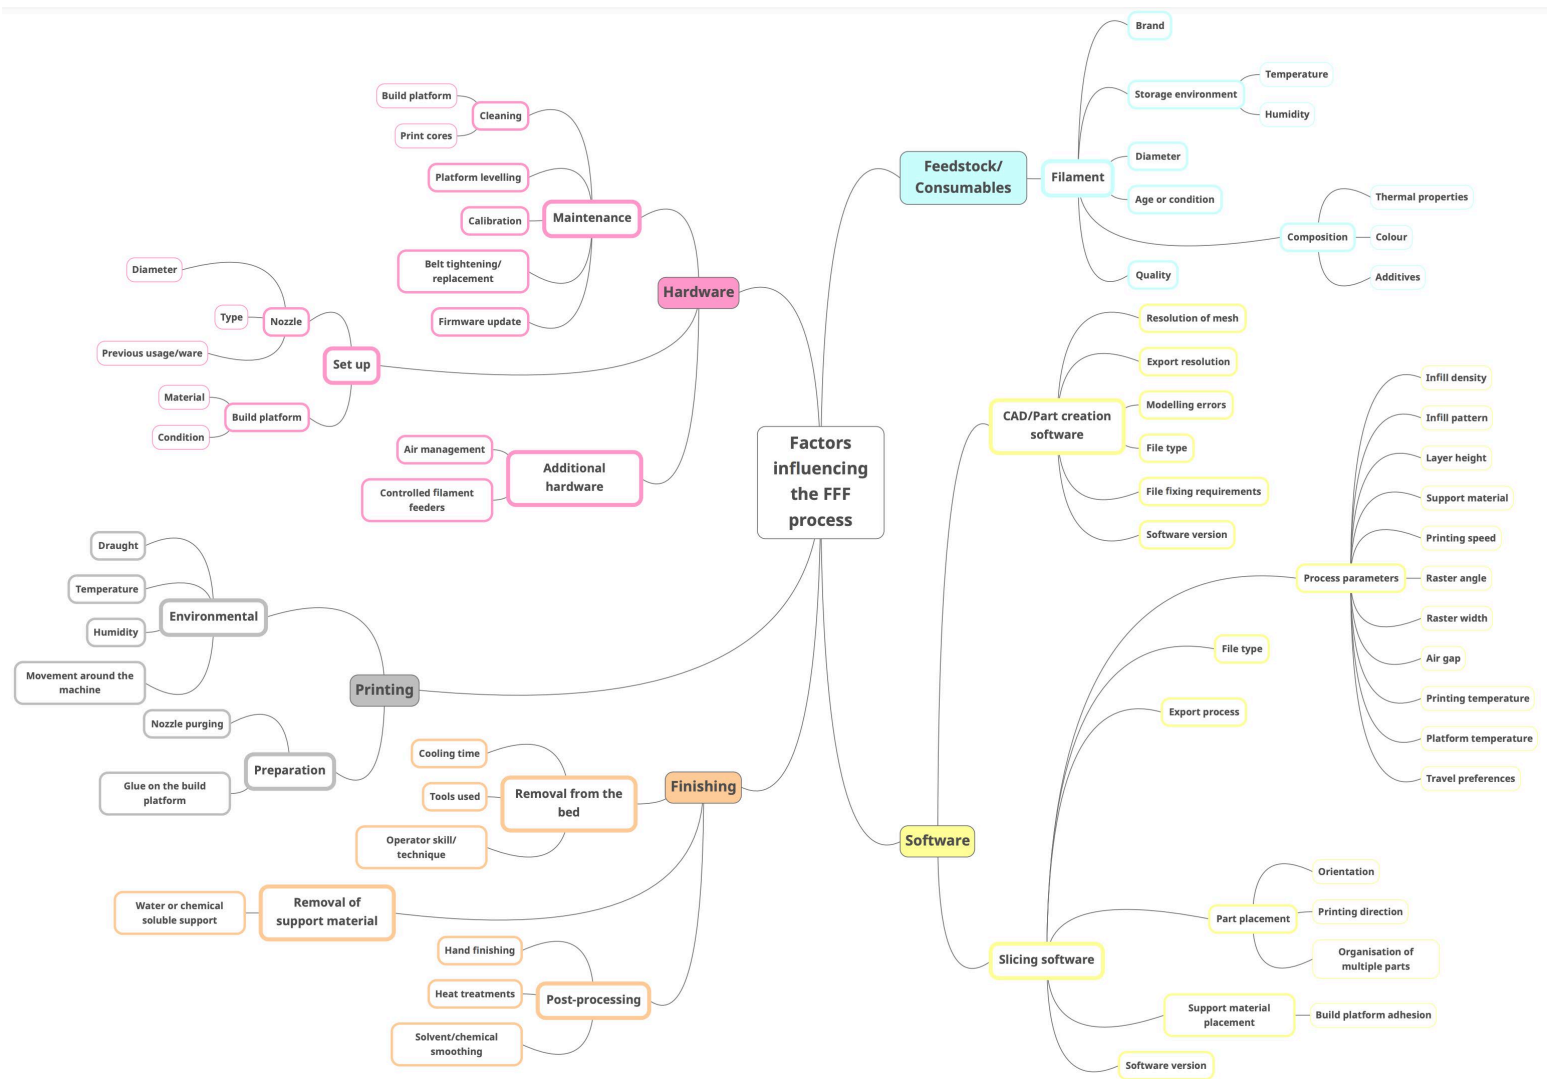 Factors
influencing
the FFF
process
Feedstock/
Consumables
Filament
Brand
Storage environment
Temperature
Humidity
Diameter
Age or condition
Composition
Thermal properties
Colour
Additives
Quality
Software
CAD/Part creation
software
Resolution of mesh
Export resolution
Modelling errors
File type
File fixing requirements
Software version
Slicing software
Process parameters
Infill density
Infill pattern
Layer height
Support material
Printing speed
Raster angle
Raster width
Air gap
Printing temperature
Platform temperature
Travel preferences
File type
Export process
Part placement
Orientation
Printing direction
Organisation of
multiple parts
Support material
placement
Build platform adhesion
Software version
Hardware
Maintenance
Cleaning
Build platform
Print cores
Platform levelling
Calibration
Belt tightening/
replacement
Firmware update
Set up
Nozzle
Diameter
Type
Previous usage/ware
Build platform
Material
Condition
Additional
hardware
Air management
Controlled filament
feeders
Printing
Environmental
Draught
Temperature
Humidity
Movement around the
machine
Preparation
Nozzle purging
Glue on the build
platform
Finishing
Removal from the
bed
Cooling time
Tools used
Operator skill/
technique
Removal of
support material
Water or chemical
soluble support
Post-processing
Hand finishing
Heat treatments
Solvent/chemical
smoothing